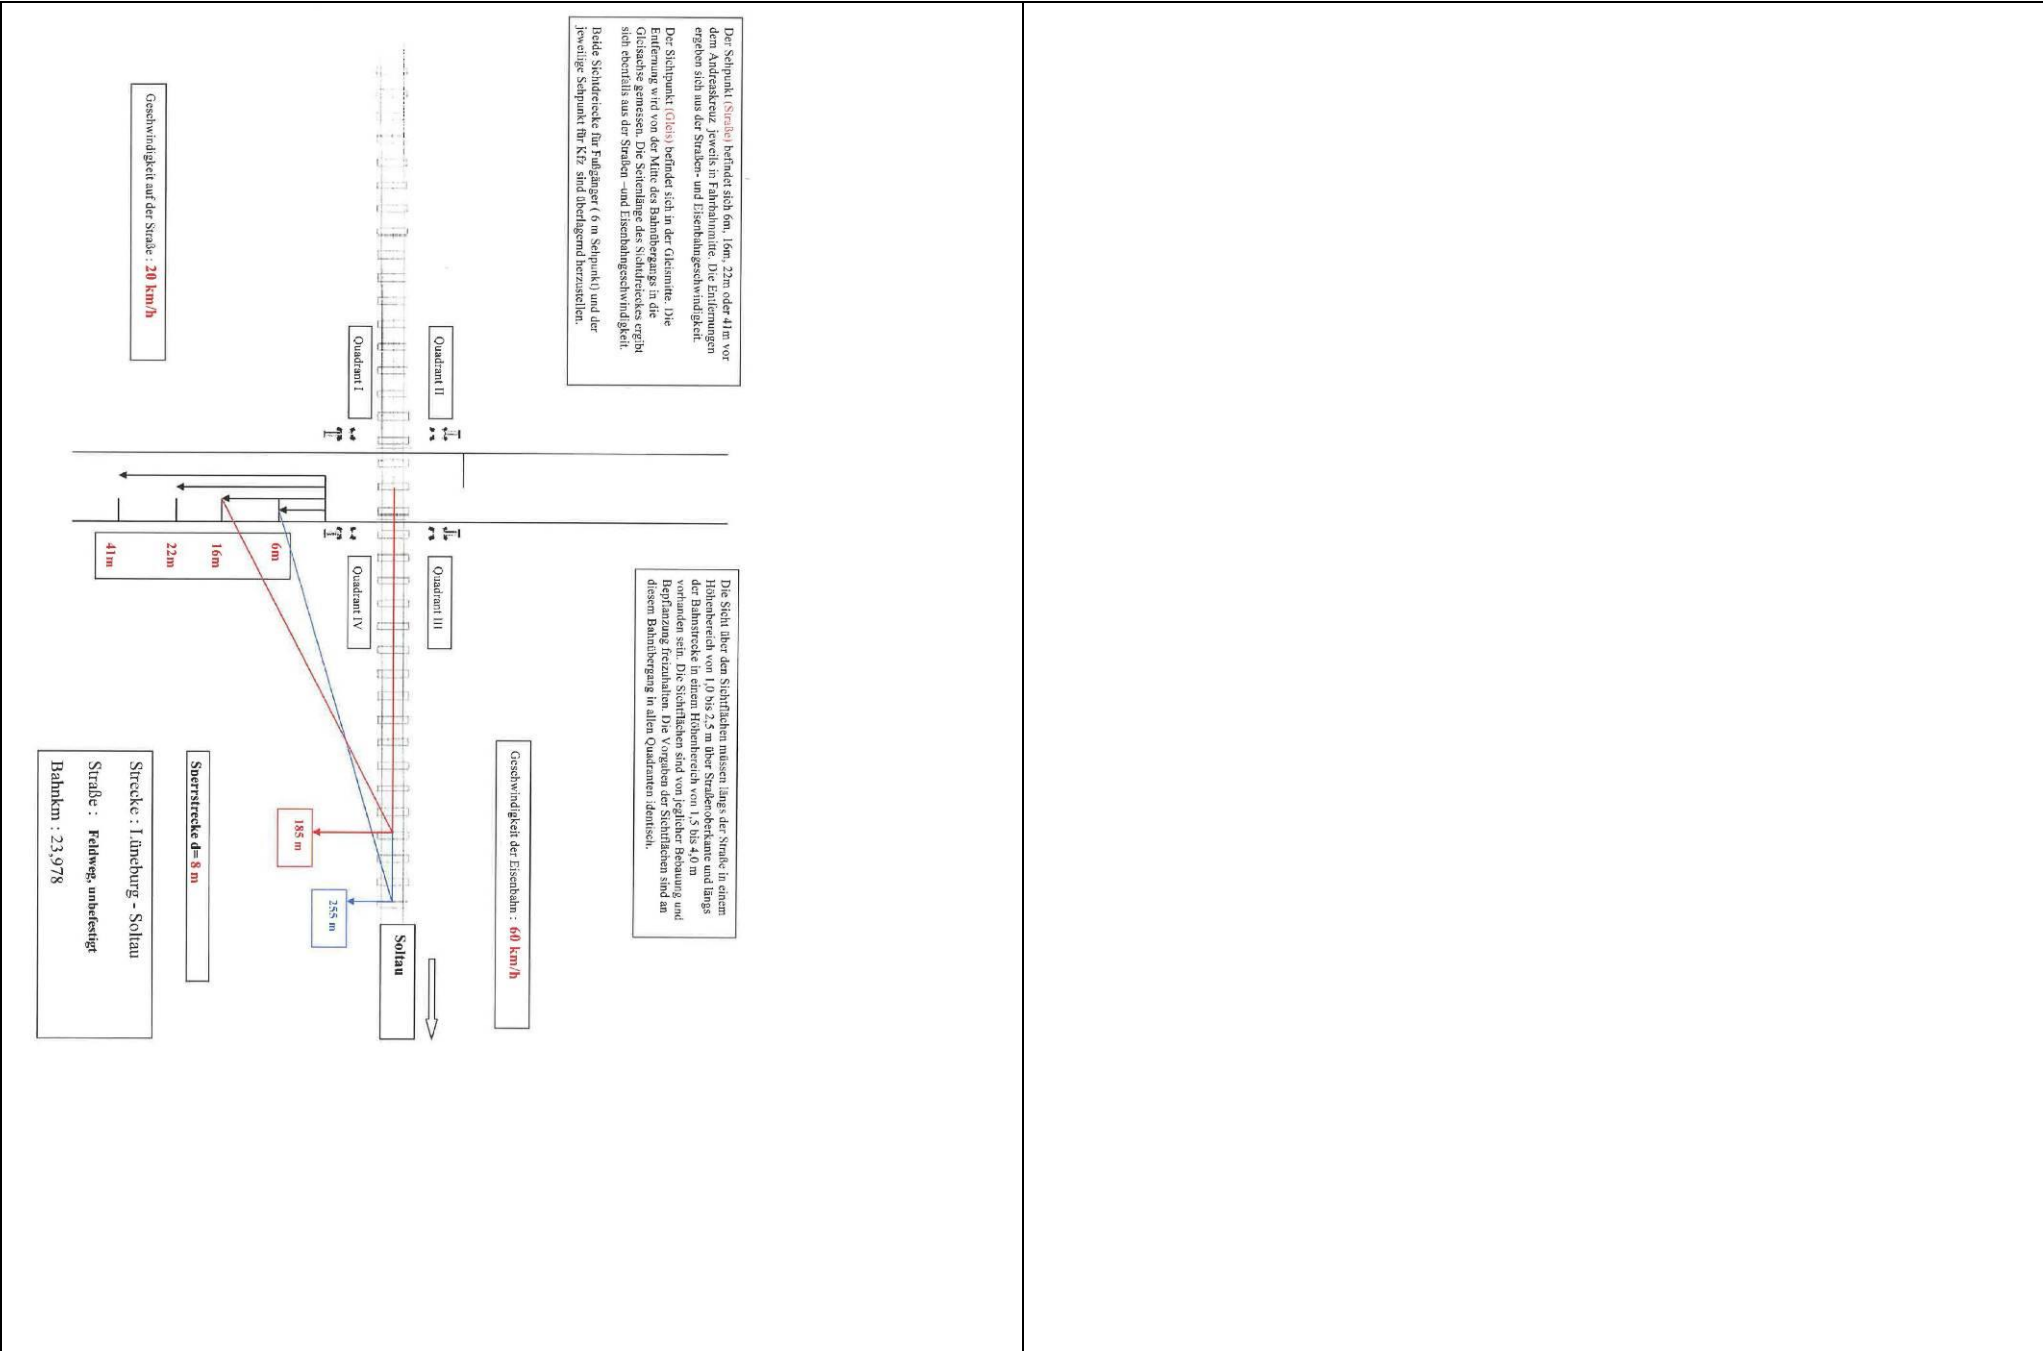 Der Sehpunkt (Straße) befindet sich 6m, 16m, 22m oder 41m vor
dem Andreaskreuz jeweils in Fahrbahnmitte. Die Entfernungen
ergeben sich aus der Straßen- und Eisenbahngeschwindigkeit.
Der Sichtpunkt (Gleis) befindet sich in der Gleismitte. Die
Entfernung wird von der Mitte des Bahnübergangs in die
Gleisachse gemessen. Die Seitenlänge des Sichtdreieckes ergibt
sich ebenfalls aus der Straßen –und Eisenbahngeschwindigkeit.
Beide Sichtdreiecke für Fußgänger ( 6 m Sehpunkt) und der
jeweilige Sehpunkt für Kfz sind überlagernd herzustellen.
Die Sicht über den Sichtflächen müssen längs der Straße in einem
Höhenbereich von 1,0 bis 2,5 m über Straßenoberkante und längs
der Bahnstrecke in einem Höhenbereich von 1,5 bis 4,0 m
vorhanden sein. Die Sichtflächen sind von jeglicher Bebauung und
Bepflanzung freizuhalten. Die Vorgaben der Sichtflächen sind an
diesem Bahnübergang in allen Quadranten identisch.
Geschwindigkeit der Eisenbahn : 60 km/h
Quadrant II
Quadrant III
Soltau
Quadrant I
Quadrant IV
255 m
185 m
6m
16m
22m
41m
Geschwindigkeit auf der Straße : 20 km/h
Sperrstrecke d= 8 m
Strecke : Lüneburg - Soltau
Straße : Feldweg, unbefestigt
Bahnkm : 23,978